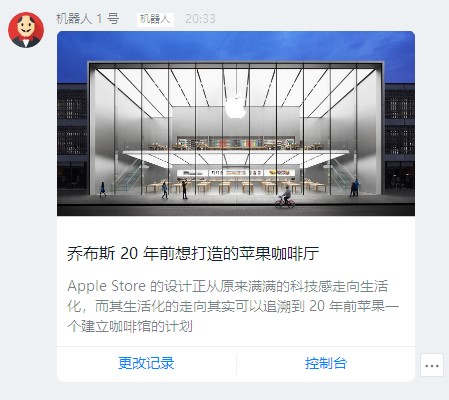 机器人 1 号 机器人 20:33
乔布斯 20 年前想打造的苹果咖啡厅
Apple Store 的设计正从原来满满的科技感走向生活
化，而其生活化的走向其实可以追溯到 20 年前苹果一
个建立咖啡馆的计划
更改记录 控制台